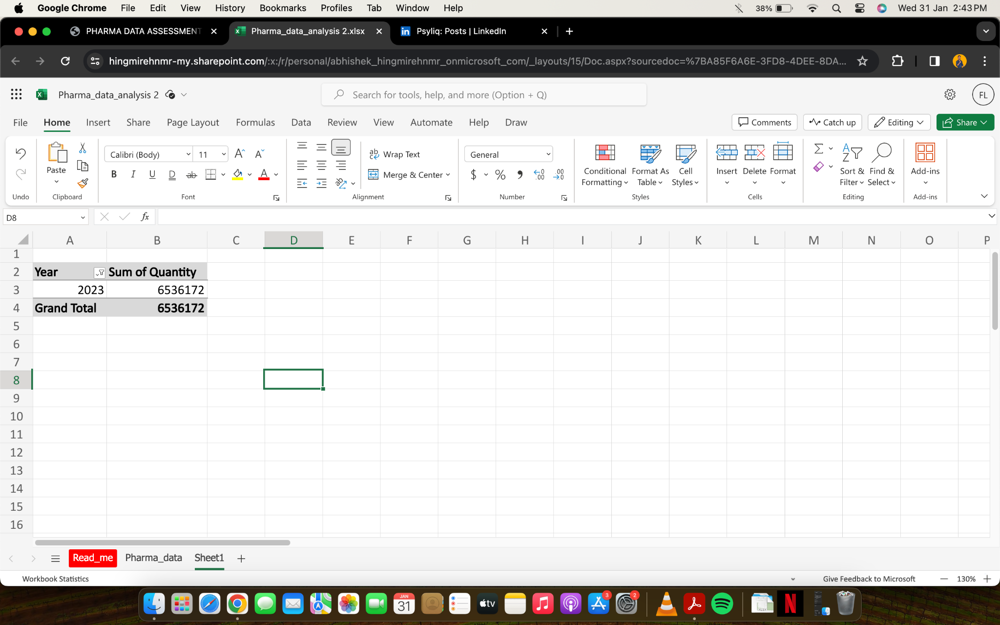 Google Chrome File Edit View History Bookmarks Profiles Tab Window Help 38% Wed 31 Jan 2:43 PM
PHARMA DATA ASSESSMENT Pharma_data_analysis 2.xlsx Psyliq: Posts | LinkedIn
hingmirehnmr-my.sharepoint.com/:x:/r/personal/abhishek_hingmirehnmr_onmicrosoft_com/_layouts/15/Doc.aspx?sourcedoc=%7BA85F6A6E-3FD8-4DEE-8DA...
Pharma_data_analysis 2 Search for tools, help, and more (Option + Q) FL
File Home Insert Share Page Layout Formulas Data Review View Automate Help Draw Comments Catch up Editing Share
Calibri (Body) 11 Wrap Text General
Paste Merge & Center Conditional Format As Cell Insert Delete Format Sort & Find & Add-ins
Formatting Table Styles Filter Select
Undo Clipboard Font Alignment Number Styles Cells Editing Add-ins
D8 fx
A B C D E F G H I J K L M N O P
1
2 Year Sum of Quantity
3 2023 6536172
4 Grand Total 6536172
5
6
7
8
9
10
11
12
13
14
15
16
Read_me Pharma_data Sheet1
Workbook Statistics Give Feedback to Microsoft 130%
JAN 31 tv 3 2 XLSX